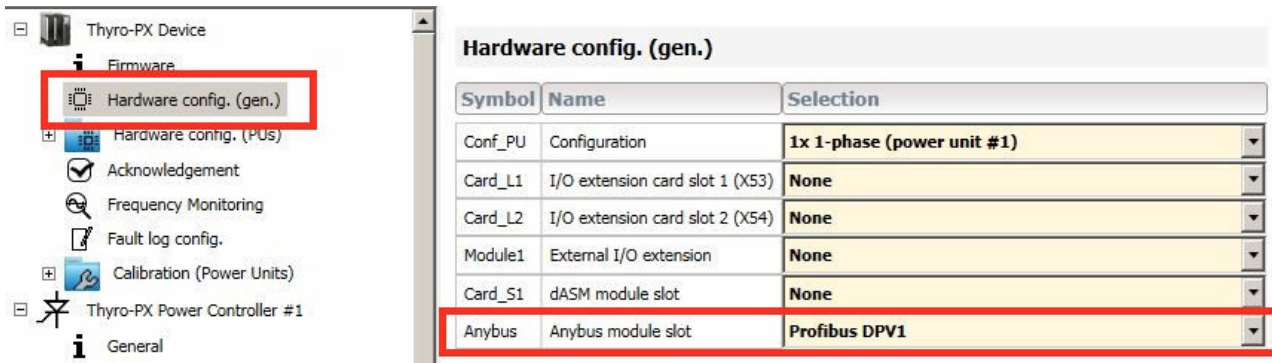 Thyro-PX Device
Firmware
Hardware config. (gen.)
Hardware config. (PUs)
Acknowledgement
Frequency Monitoring
Fault log config.
Calibration (Power Units)
Thyro-PX Power Controller #1
General
Hardware config. (gen.)
Symbol Name Selection
Conf_PU Configuration 1x 1-phase (power unit #1)
Card_L1 I/O extension card slot 1 (X53) None
Card_L2 I/O extension card slot 2 (X54) None
Module1 External I/O extension None
Card_S1 dASM module slot None
Anybus Anybus module slot Profibus DPV1